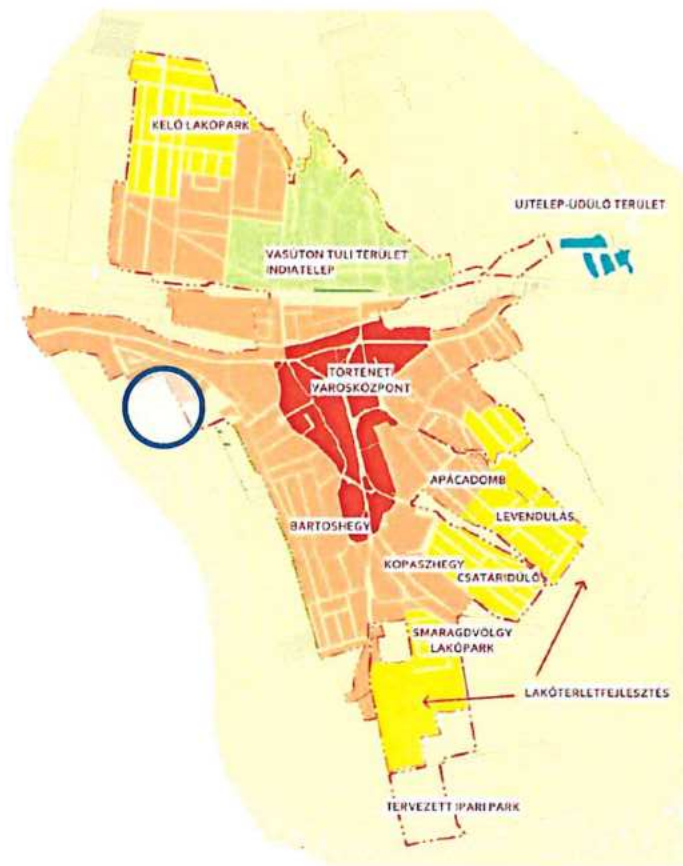 KELŐ LAKÓPARK
ÚJTELEP-ÜDÜLŐ TERÜLET
VASÚTON TÚLI TERÜLET
INDIATELEP
TÖRTÉNETI
VÁROSKÖZPONT
APÁCADOMB
LEVENDULÁS
BARTOSHEGY
KOPASZHEGY
CSATÁRIDŰLŐ
SMARAGDVÖLGY
LAKÓPARK
LAKÓTERLETFEJLESZTÉS
TERVEZETT IPARI PARK